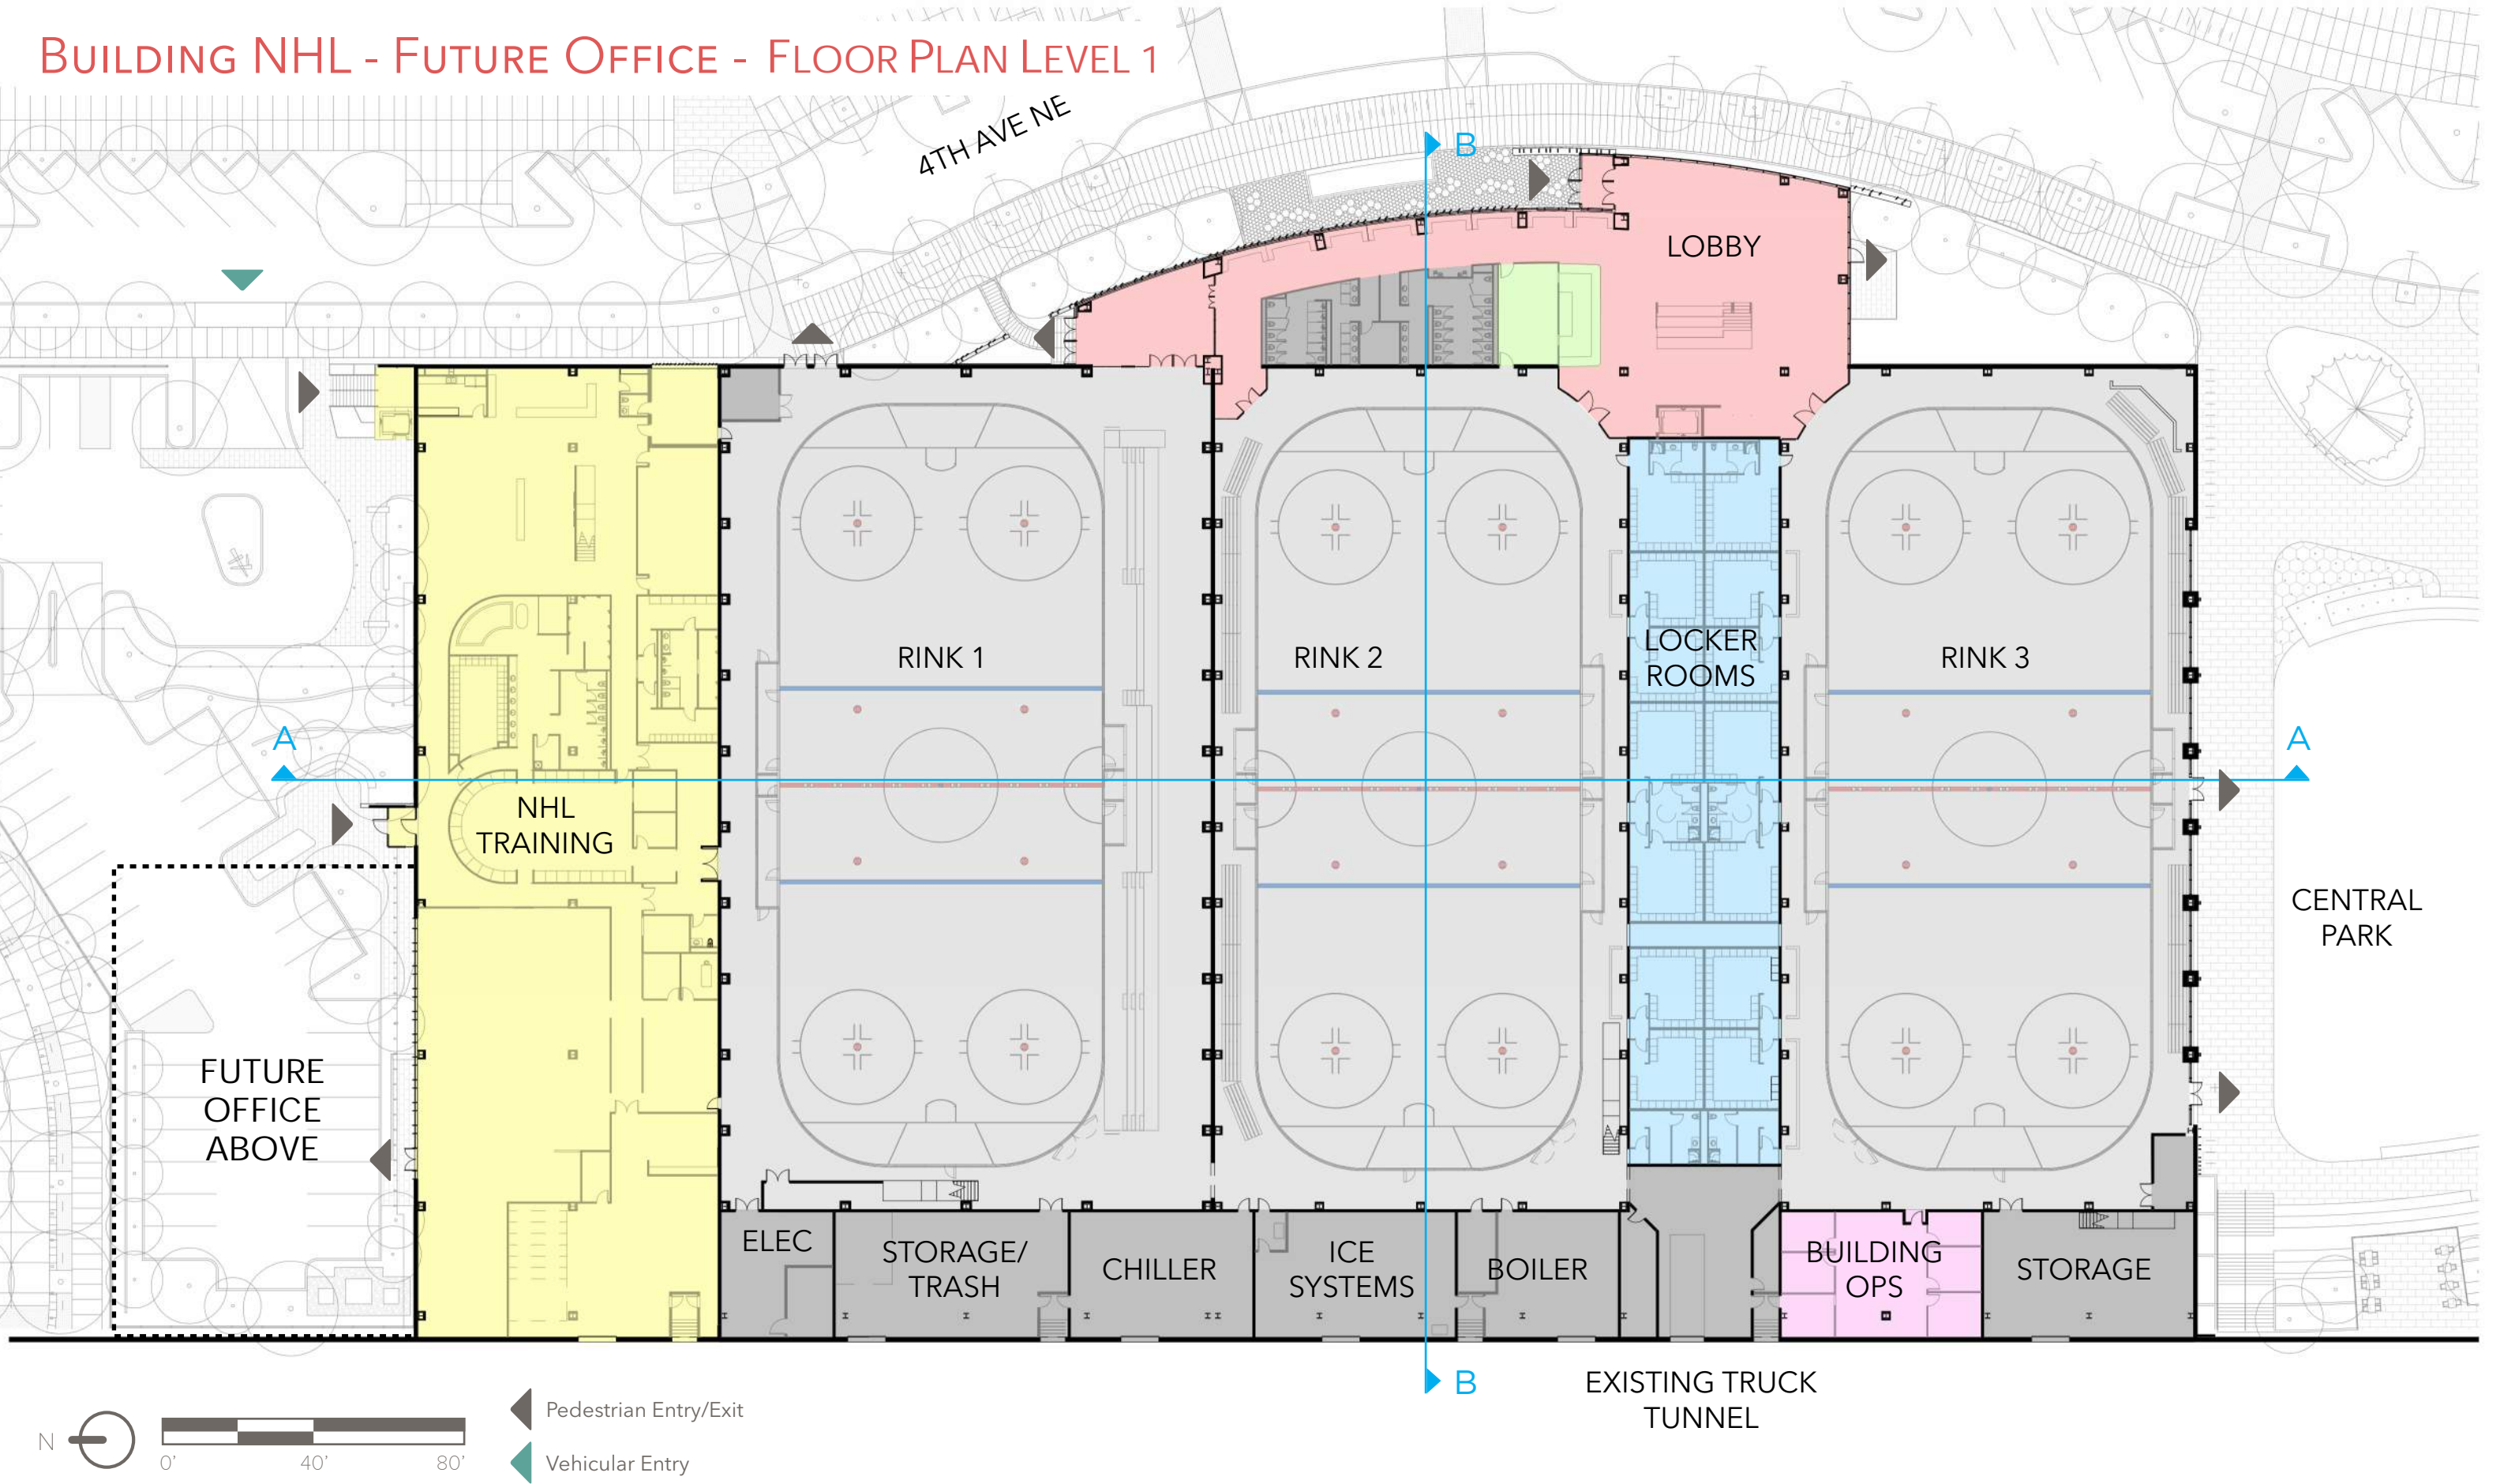 BUILDING NHL - FUTURE OFFICE - FLOOR PLAN LEVEL 1
4TH AVE NE
B
LOBBY
RINK 1
RINK 2
LOCKER
ROOMS
RINK 3
A
A
NHL
TRAINING
CENTRAL
PARK
FUTURE
OFFICE
ABOVE
ELEC
STORAGE/
TRASH
CHILLER
ICE
SYSTEMS
BOILER
BUILDING
OPS
STORAGE
B
EXISTING TRUCK
TUNNEL
N
0'
40'
80'
Pedestrian Entry/Exit
Vehicular Entry